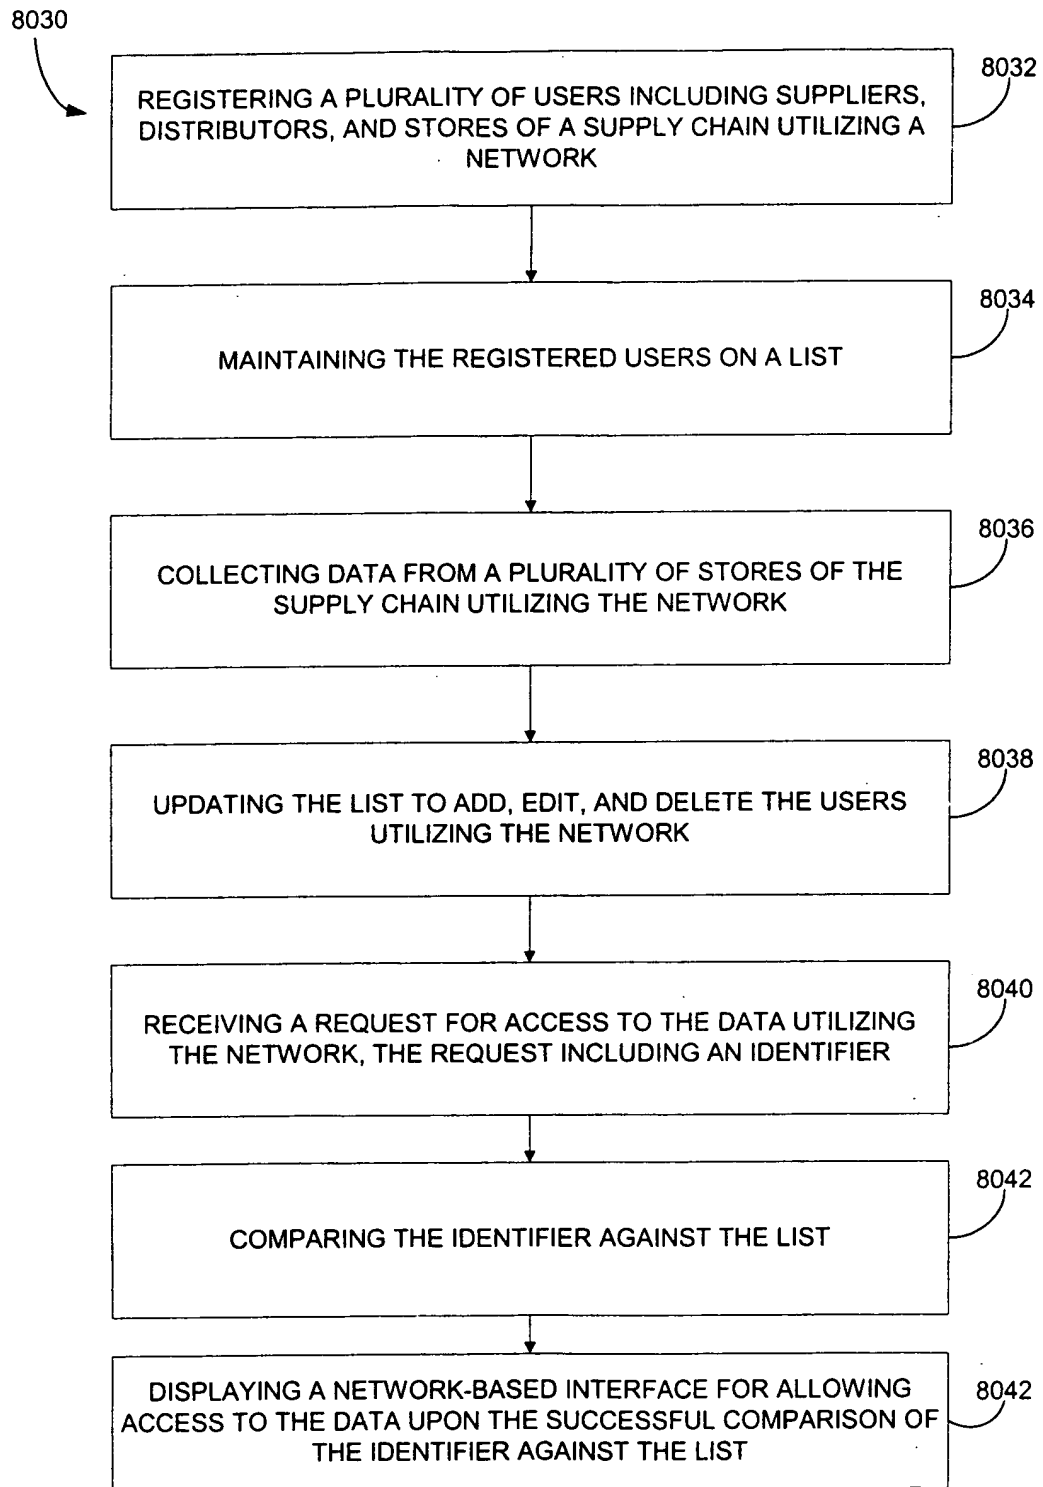 8030
8032
REGISTERING A PLURALITY OF USERS INCLUDING SUPPLIERS,
DISTRIBUTORS, AND STORES OF A SUPPLY CHAIN UTILIZING A
NETWORK
8034
MAINTAINING THE REGISTERED USERS ON A LIST
8036
COLLECTING DATA FROM A PLURALITY OF STORES OF THE
SUPPLY CHAIN UTILIZING THE NETWORK
8038
UPDATING THE LIST TO ADD, EDIT, AND DELETE THE USERS
UTILIZING THE NETWORK
8040
RECEIVING A REQUEST FOR ACCESS TO THE DATA UTILIZING
THE NETWORK, THE REQUEST INCLUDING AN IDENTIFIER
8042
COMPARING THE IDENTIFIER AGAINST THE LIST
8042
DISPLAYING A NETWORK-BASED INTERFACE FOR ALLOWING
ACCESS TO THE DATA UPON THE SUCCESSFUL COMPARISON OF
THE IDENTIFIER AGAINST THE LIST